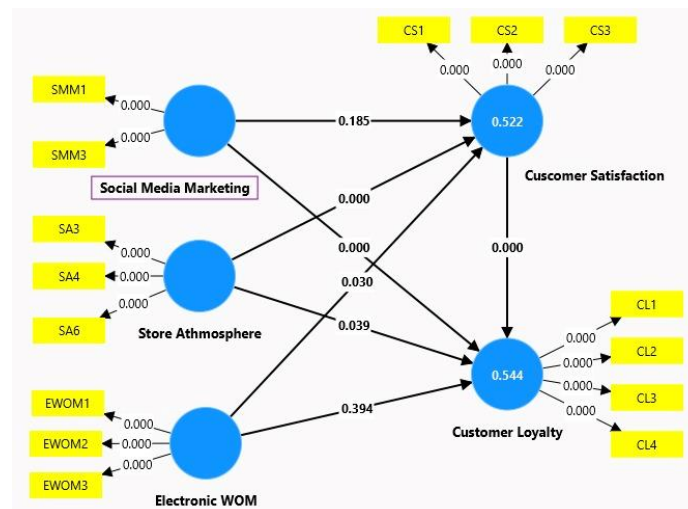 CS1 CS2 CS3
0.000 0.000 0.000
SMM1
0.000
0.000
SMM3
Social Media Marketing
0.185
0.522
Cuscomer Satisfaction
0.000
SA3
0.000
SA4
0.000
0.000
SA6
Store Athmosphere
0.000
0.030
0.039
0.000
EWOM1
0.000
EWOM2
0.000
0.000
EWOM3
Electronic WOM
0.394
0.544
Customer Loyalty
CL1
0.000
CL2
0.000
0.000
CL3
0.000
CL4